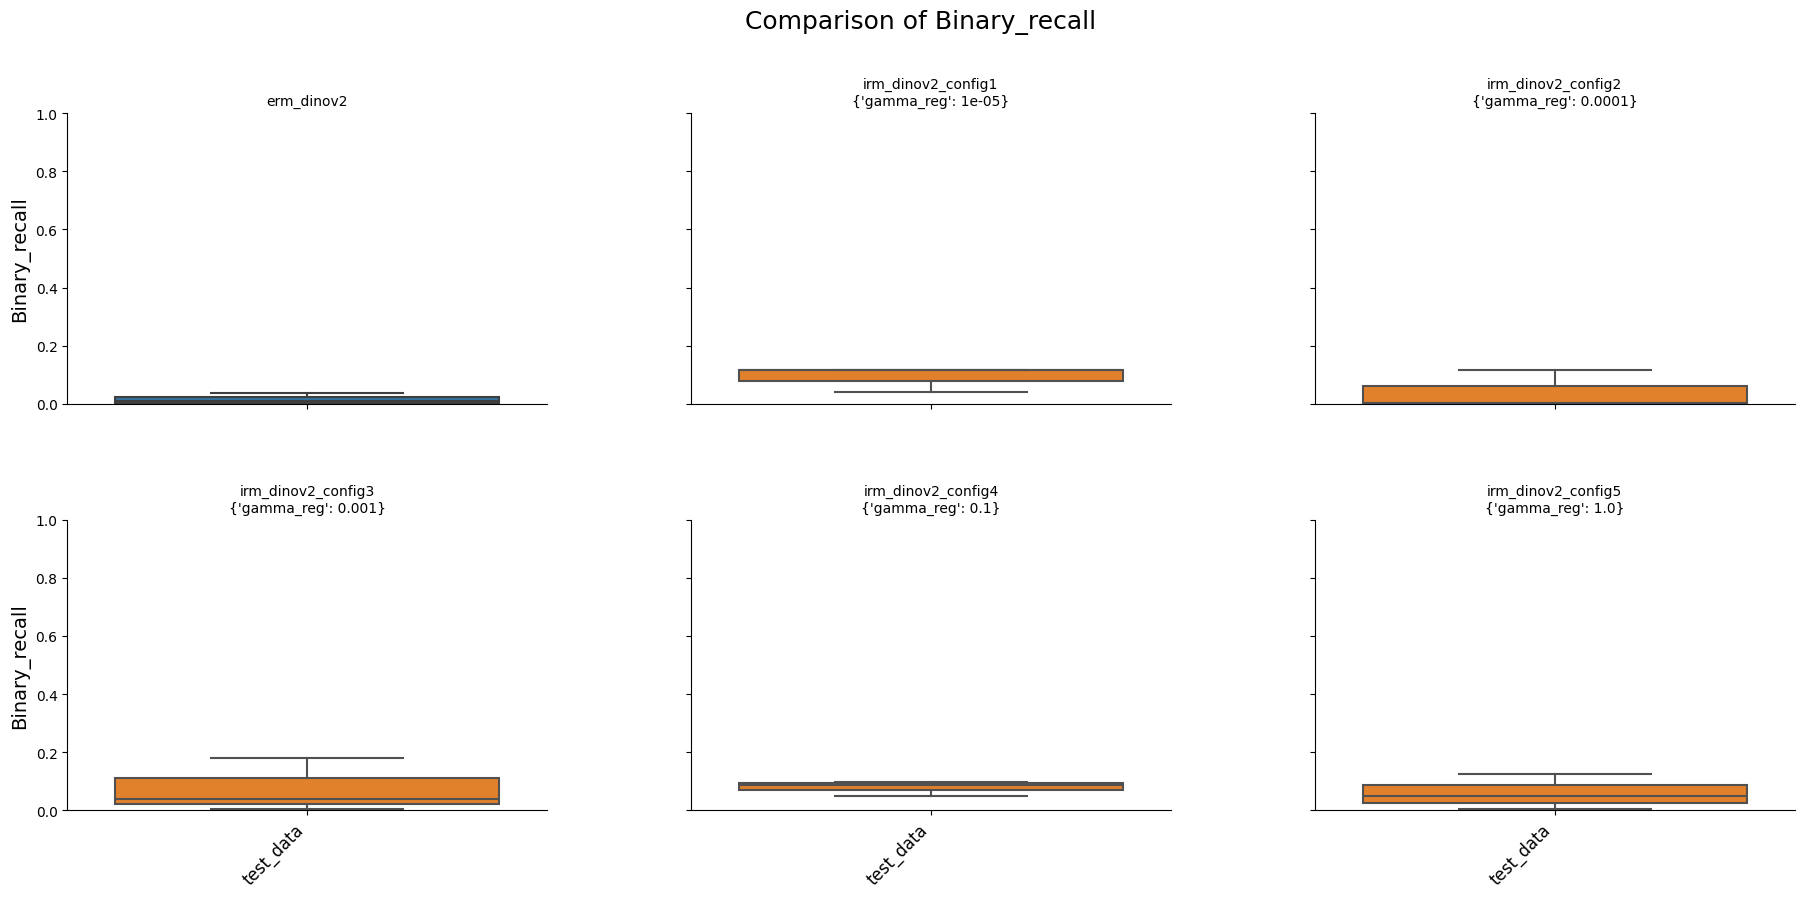 Comparison of Binary_recall
erm_dinov2
irm_dinov2_config1
{'gamma_reg': 1e-05}
irm_dinov2_config2
{'gamma_reg': 0.0001}
1.0
0.8
0.6
0.4
0.2
0.0
Binary_recall
irm_dinov2_config3
{'gamma_reg': 0.001}
irm_dinov2_config4
{'gamma_reg': 0.1}
irm_dinov2_config5
{'gamma_reg': 1.0}
1.0
0.8
0.6
0.4
0.2
0.0
Binary_recall
test_data
test_data
test_data